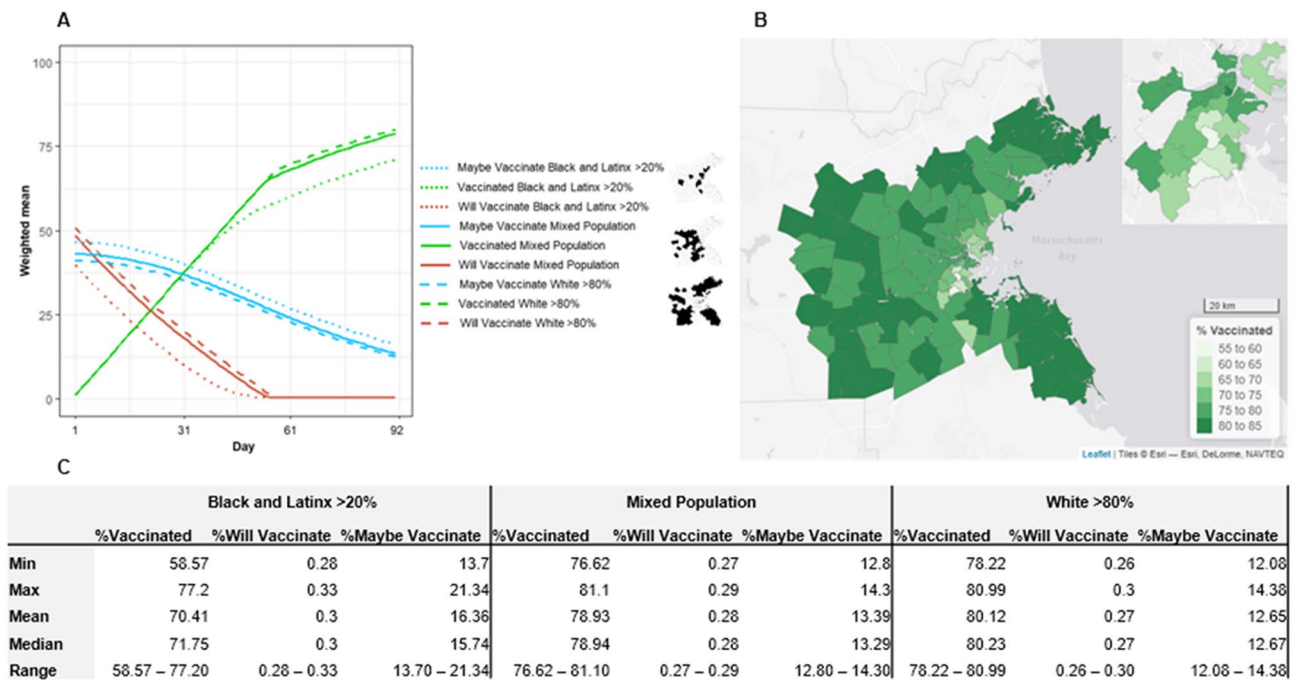 A
Weighted mean
100
75
50
25
0
1 31 61 92
Day
Maybe Vaccinate Black and Latinx >20%
Vaccinated Black and Latinx >20%
Will Vaccinate Black and Latinx >20%
Maybe Vaccinate Mixed Population
Vaccinated Mixed Population
Will Vaccinate Mixed Population
Maybe Vaccinate White >80%
Vaccinated White >80%
Will Vaccinate White >80%
B
Massachusetts
Bay
20 km
% Vaccinated
55 to 60
60 to 65
65 to 70
70 to 75
75 to 80
80 to 85
Leaflet | Tiles © Esri — Esri, DeLorme, NAVTEQ
C
Black and Latinx >20% Mixed Population White >80%
%Vaccinated %Will Vaccinate %Maybe Vaccinate %Vaccinated %Will Vaccinate %Maybe Vaccinate %Vaccinated %Will Vaccinate %Maybe Vaccinate
Min 58.57 0.28 13.7 76.62 0.27 12.8 78.22 0.26 12.08
Max 77.2 0.33 21.34 81.1 0.29 14.3 80.99 0.3 14.38
Mean 70.41 0.3 16.36 78.93 0.28 13.39 80.12 0.27 12.65
Median 71.75 0.3 15.74 78.94 0.28 13.29 80.23 0.27 12.67
Range 58.57 – 77.20 0.28 – 0.33 13.70 – 21.34 76.62 – 81.10 0.27 – 0.29 12.80 – 14.30 78.22 – 80.99 0.26 – 0.30 12.08 – 14.38